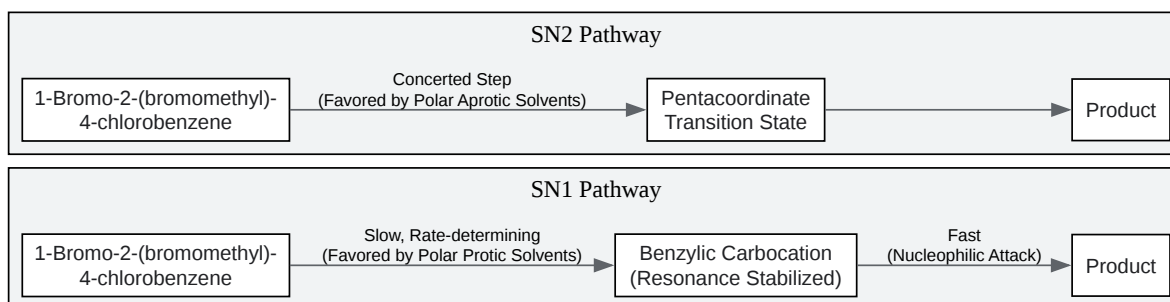 SN2 Pathway
1-Bromo-2-(bromomethyl)-
4-chlorobenzene
Concerted Step
(Favored by Polar Aprotic Solvents)
Pentacoordinate
Transition State
Product
SN1 Pathway
1-Bromo-2-(bromomethyl)-
4-chlorobenzene
Slow, Rate-determining
(Favored by Polar Protic Solvents)
Benzylic Carbocation
(Resonance Stabilized)
Fast
(Nucleophilic Attack)
Product